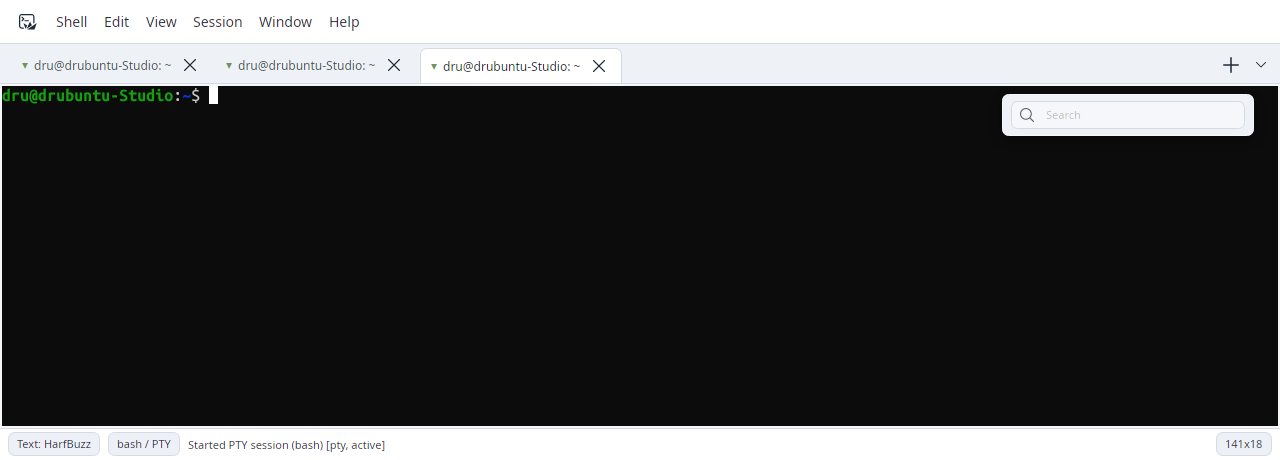 Shell Edit View Session Window Help
dru@drubuntu-Studio: ~ dru@drubuntu-Studio: ~ dru@drubuntu-Studio: ~
dru@drubuntu-Studio:~$
Search
Text: HarfBuzz bash / PTY Started PTY session (bash) [pty, active] 141x18